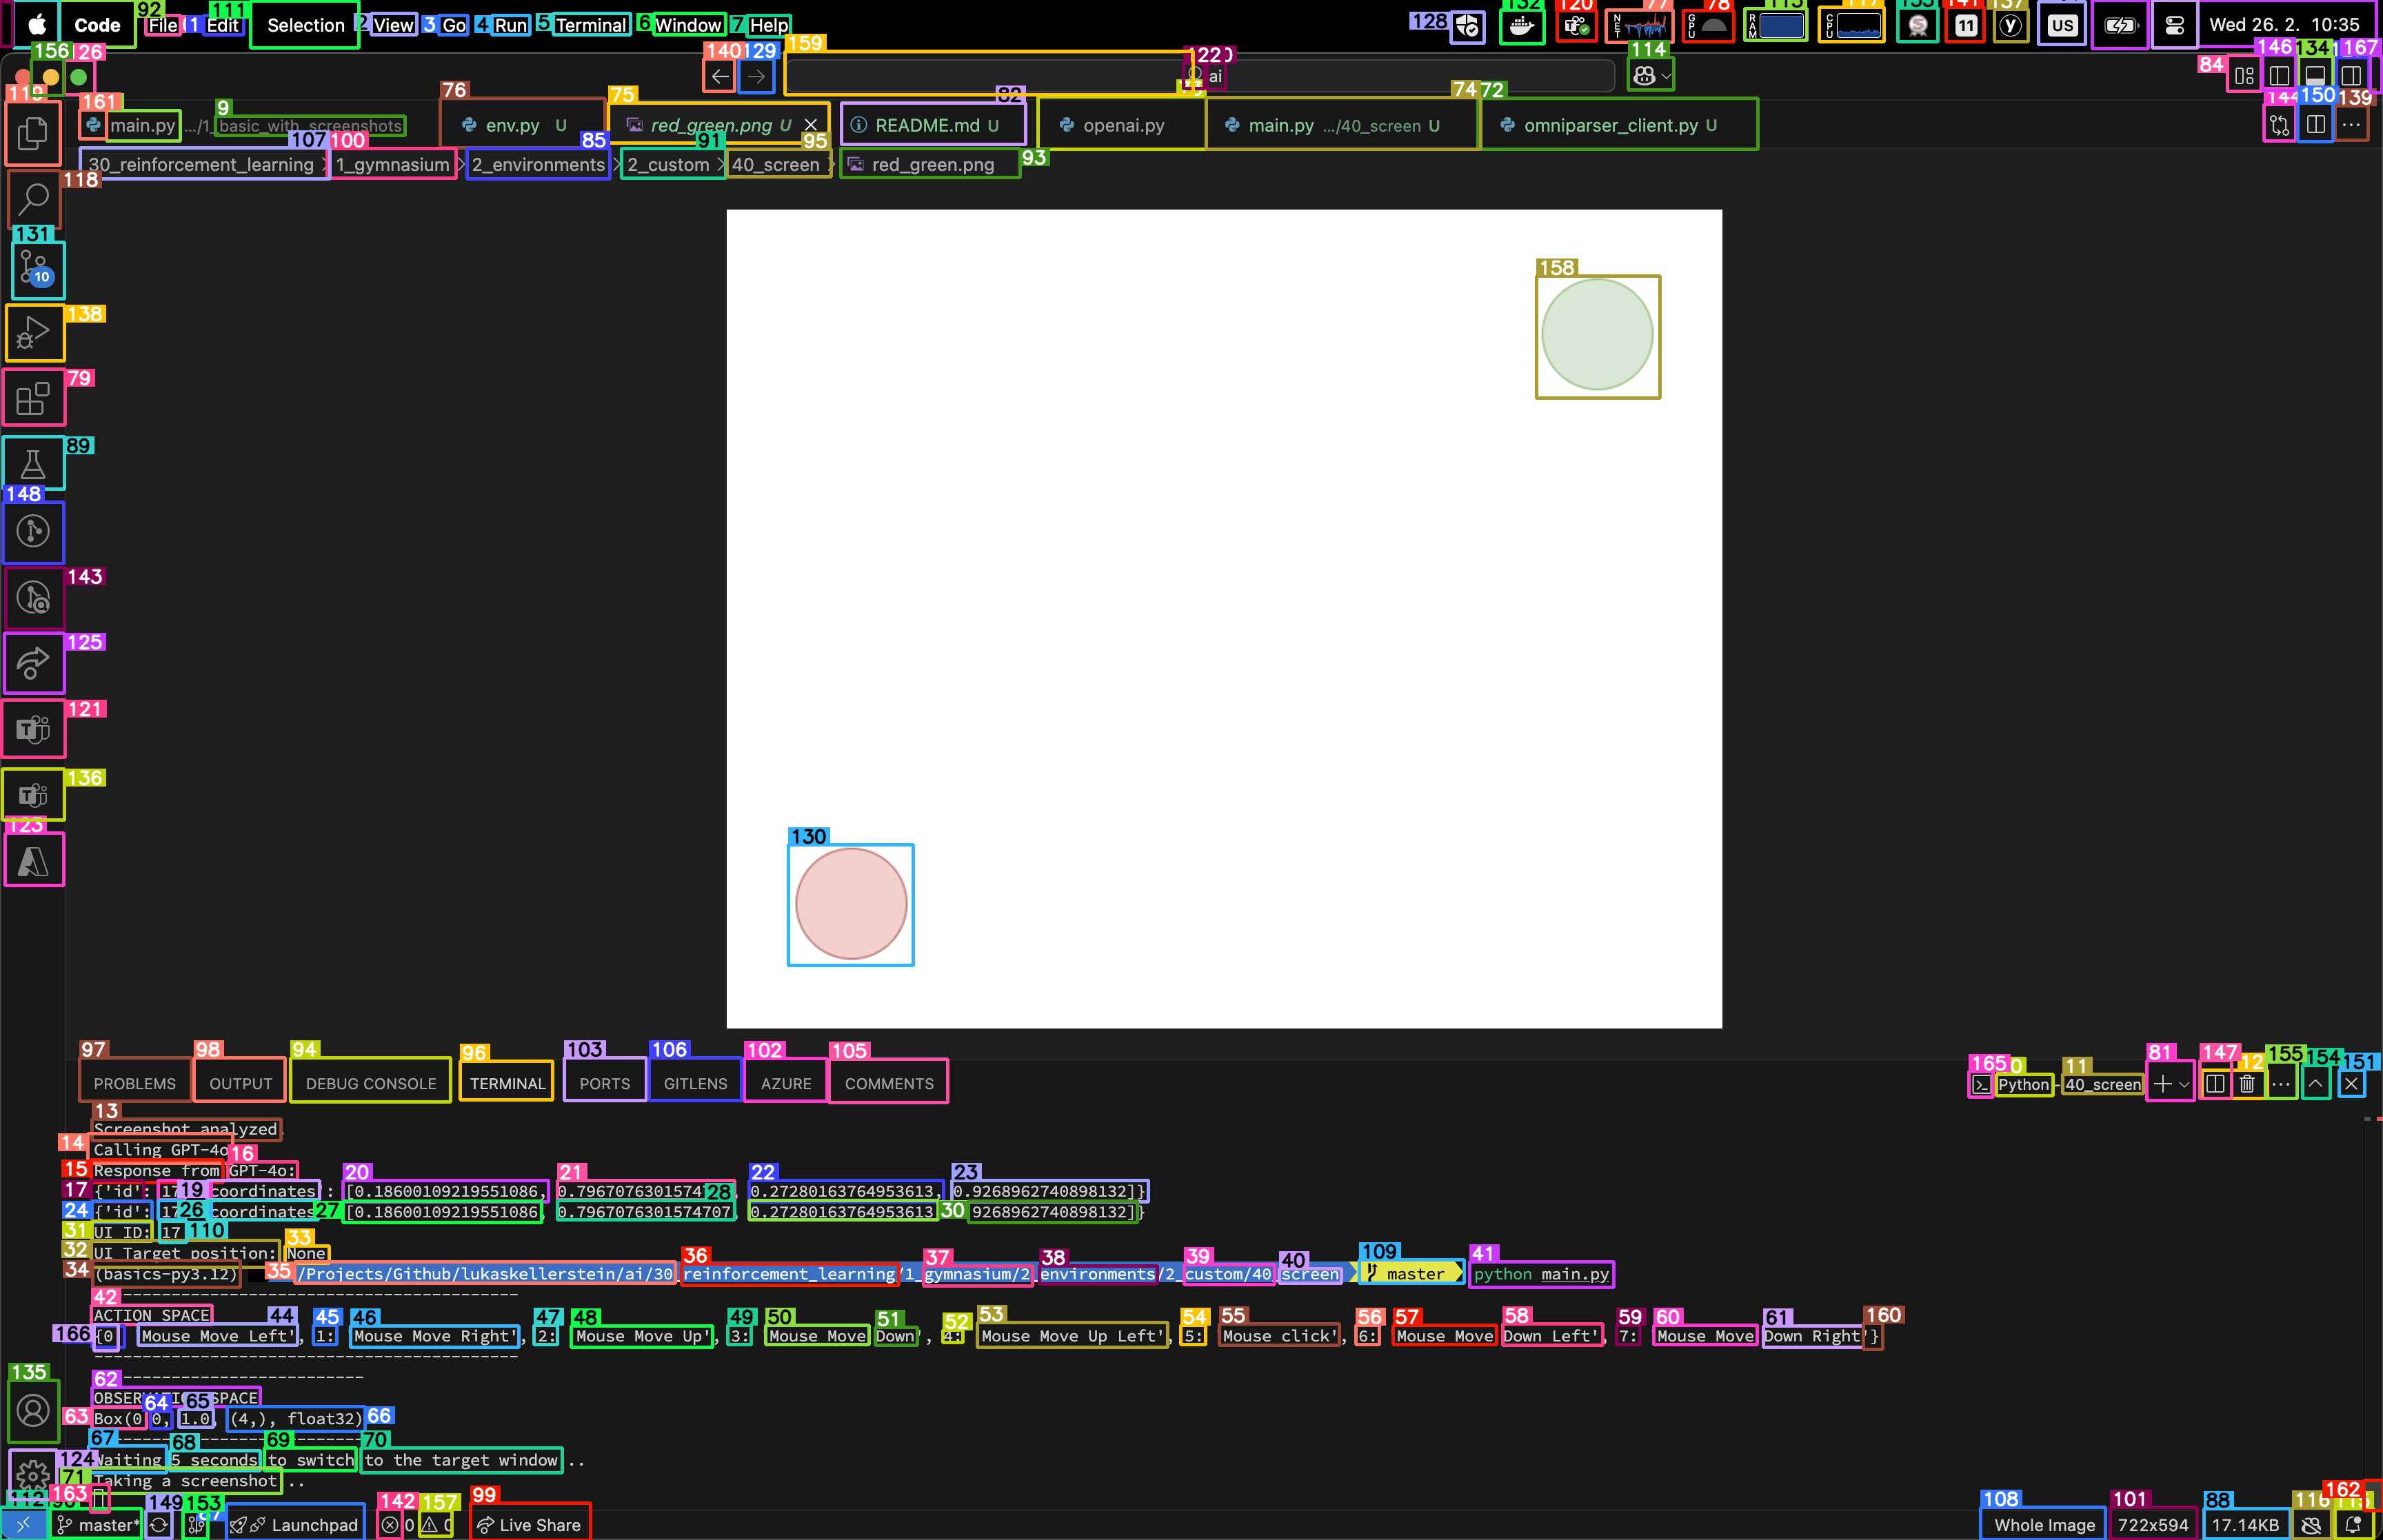 Code File Edit Selection View Go Run Terminal Window Help US Wed 26. 2. 10:35
ai
main.py .../1_basic_with_screenshots env.py U red_green.png U README.md U openai.py main.py .../40_screen U omniparser_client.py U
30_reinforcement_learning 1_gymnasium 2_environments 2_custom 40_screen red_green.png
158
130
PROBLEMS OUTPUT DEBUG CONSOLE TERMINAL PORTS GITLENS AZURE COMMENTS Python - 40_screen
Screenshot analyzed.
Calling GPT-4o
Response from GPT-4o:
{'id': 17 coordinates': [0.18600109219551086, 0.796707630157 0.27280163764953613, 0.9268962740898132]}
{'id': 17 coordinates [0.18600109219551086, 0.7967076301574707, 0.27280163764953613 9268962740898132]}
UI ID: 17
UI Target position: None
(basics-py3.12) /Projects/Github/lukaskellerstein/ai/30_reinforcement_learning/1_gymnasium/2_environments/2_custom/40_screen master python main.py
ACTION SPACE
{0 Mouse Move Left', 1: Mouse Move Right', 2: Mouse Move Up', 3: Mouse Move Down', 4: Mouse Move Up Left', 5: Mouse click', 6: Mouse Move Down Left', 7: Mouse Move Down Right'}
OBSERVATION SPACE
Box(0 0, 1.0, (4,), float32)
Waiting 5 seconds to switch to the target window ..
Taking a screenshot ..
master* Launchpad 0 0 Live Share Whole Image 722x594 17.14KB